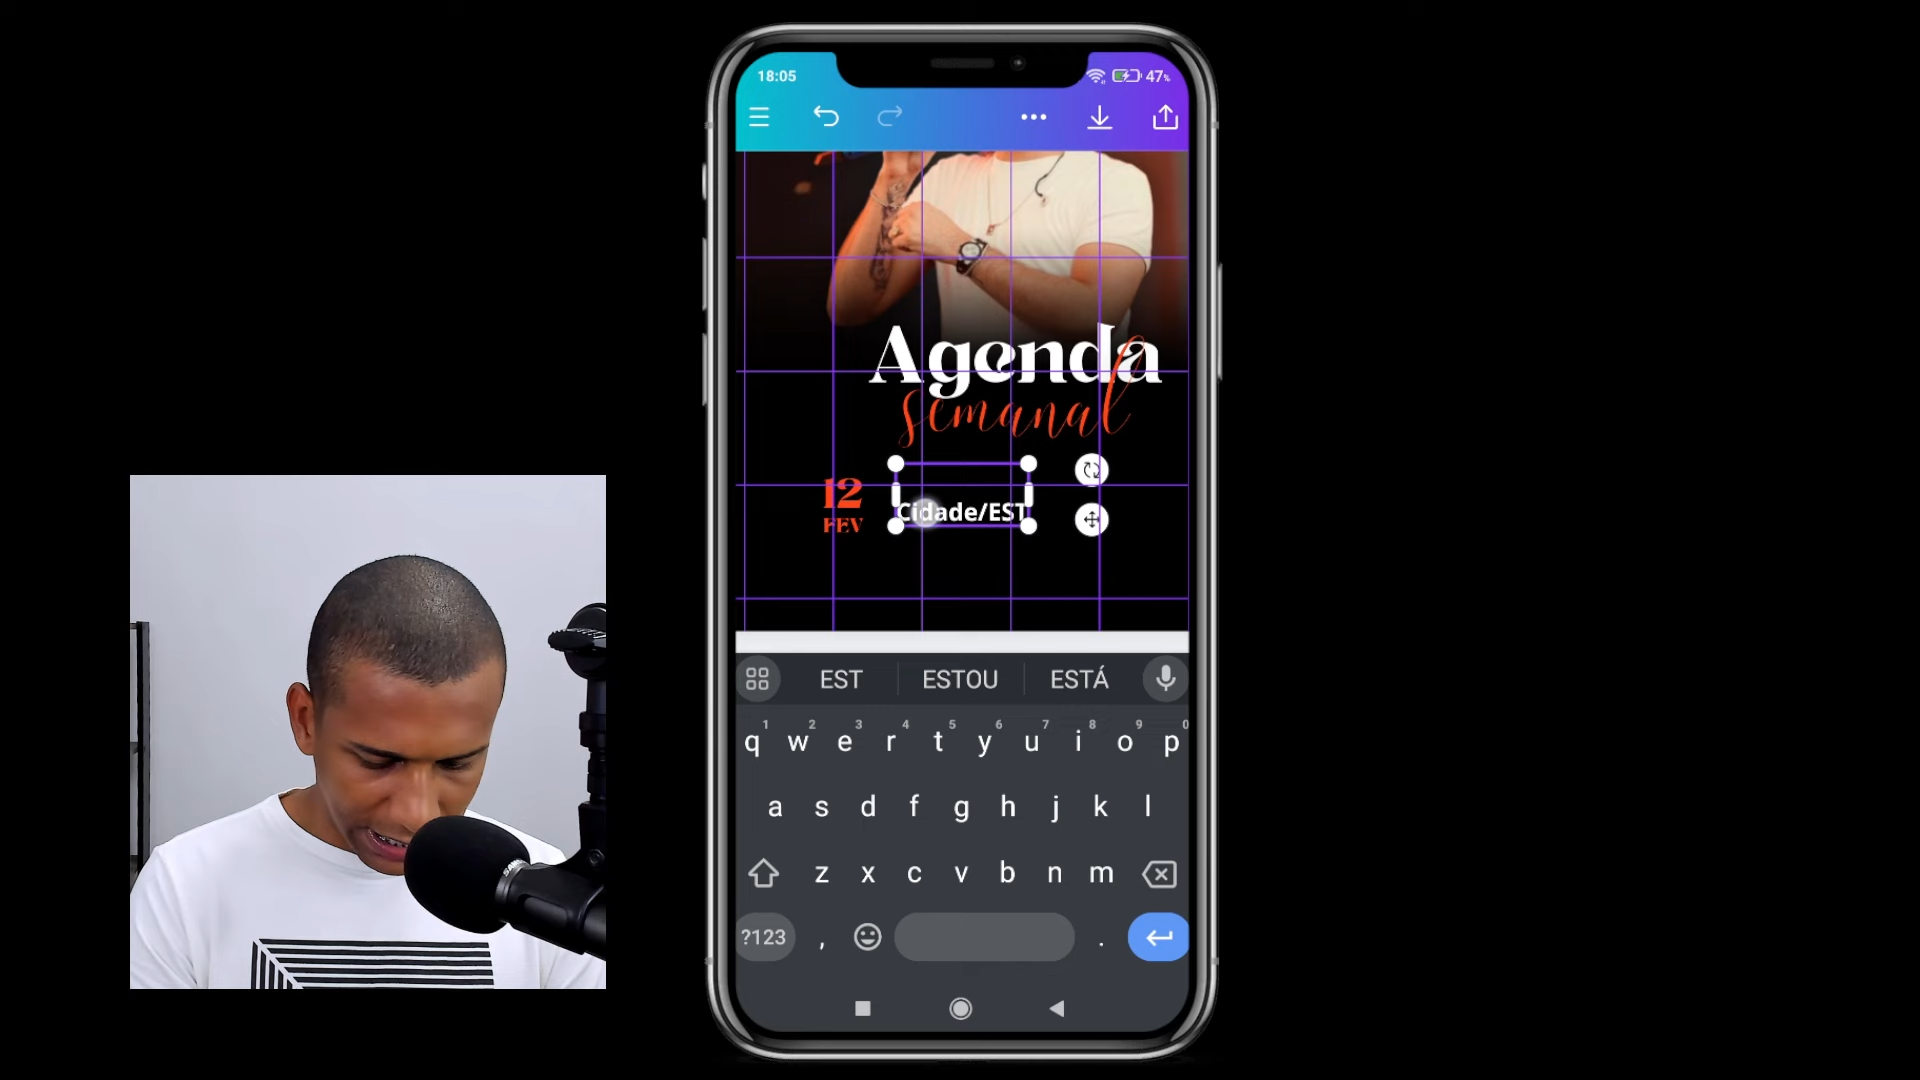 18:05
47%
Agenda
semanal
12
FEV
Cidade/EST
EST ESTOU ESTÁ
1 2 3 4 5 6 7 8 9 0
q w e r t y u i o p
a s d f g h j k l
z x c v b n m
?123 , .